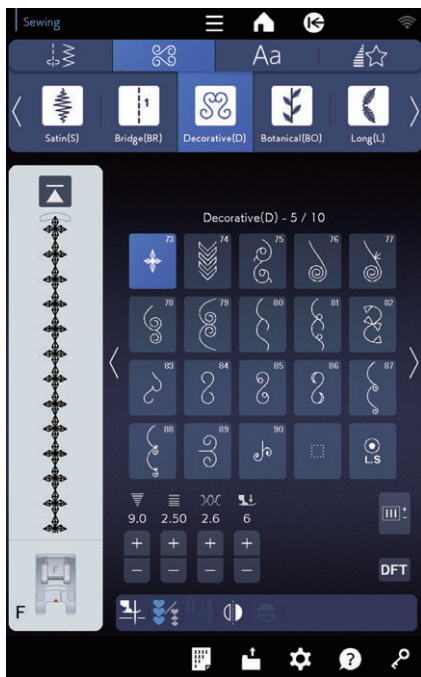 Sewing
Aa
1
Satin(S) Bridge(BR) Decorative(D) Botanical(BO) Long(L)
Decorative(D) - 5 / 10
73 74 75 76 77
78 79 80 81 82
83 84 85 86 87
88 89 90 L.S
9.0 2.50 2.6 6
+ + + +
− − − −
DFT
F
F
?